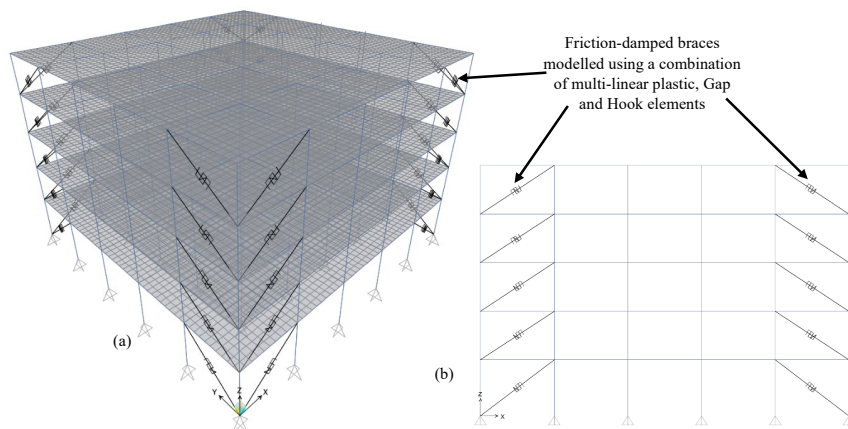 Friction-damped braces
modelled using a combination
of multi-linear plastic, Gap
and Hook elements
(a)
Y
Z
X
(b)
Z
X